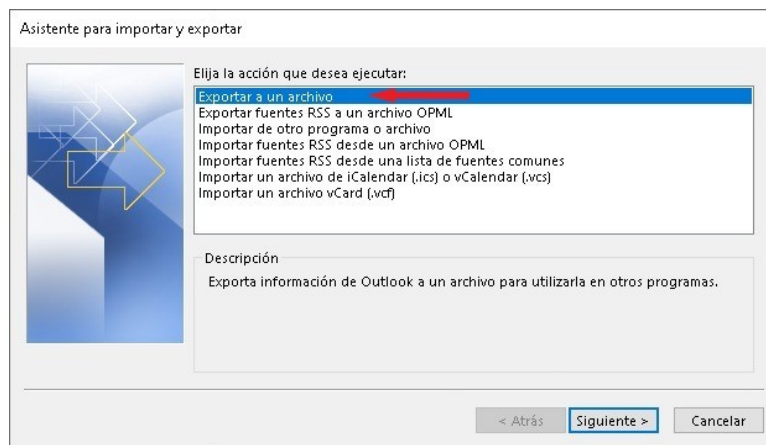 Asistente para importar y exportar
Elija la acción que desea ejecutar:
Exportar a un archivo
Exportar fuentes RSS a un archivo OPML
Importar de otro programa o archivo
Importar fuentes RSS desde un archivo OPML
Importar fuentes RSS desde una lista de fuentes comunes
Importar un archivo de iCalendar (.ics) o vCalendar (.vcs)
Importar un archivo vCard (.vcf)
Descripción
Exporta información de Outlook a un archivo para utilizarla en otros programas.
< Atrás Siguiente > Cancelar